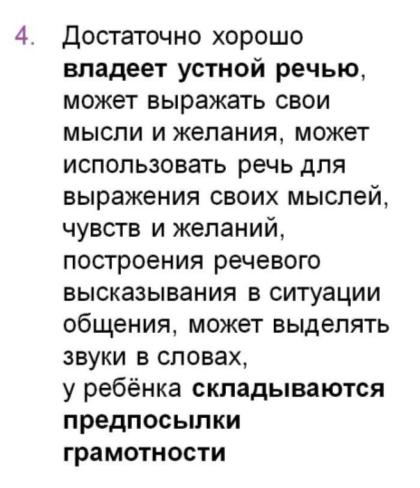 4. Достаточно хорошо
владеет устной речью,
может выражать свои
мысли и желания, может
использовать речь для
выражения своих мыслей,
чувств и желаний,
построения речевого
высказывания в ситуации
общения, может выделять
звуки в словах,
у ребёнка складываются
предпосылки
грамотности